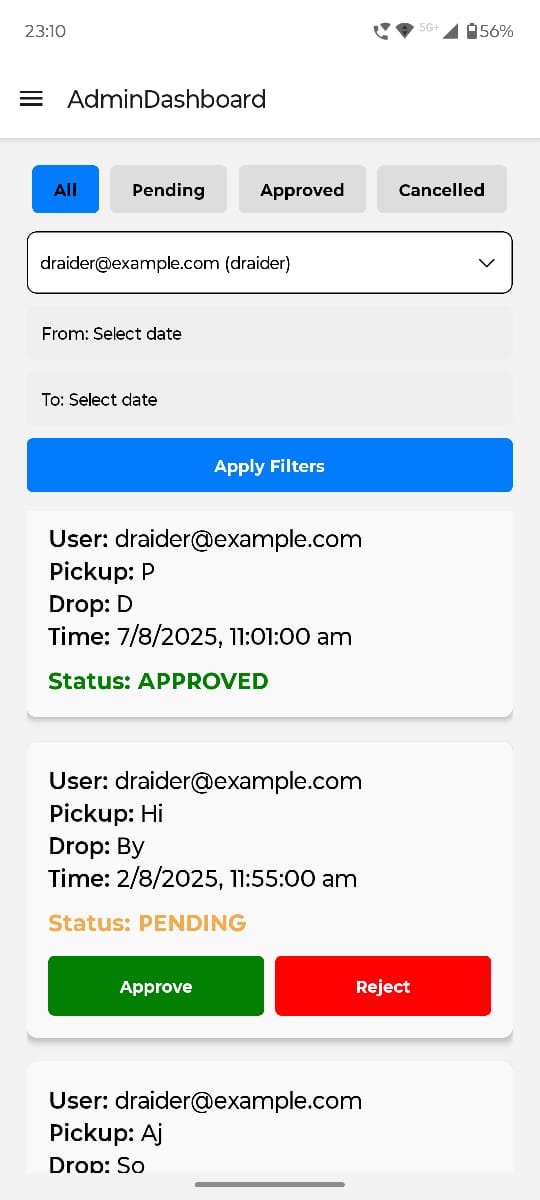 23:10
5G+ 56%
AdminDashboard
All Pending Approved Cancelled
draider@example.com (draider)
From: Select date
To: Select date
Apply Filters
User: draider@example.com
Pickup: P
Drop: D
Time: 7/8/2025, 11:01:00 am
Status: APPROVED
User: draider@example.com
Pickup: Hi
Drop: By
Time: 2/8/2025, 11:55:00 am
Status: PENDING
Approve Reject
User: draider@example.com
Pickup: Aj
Drop: So